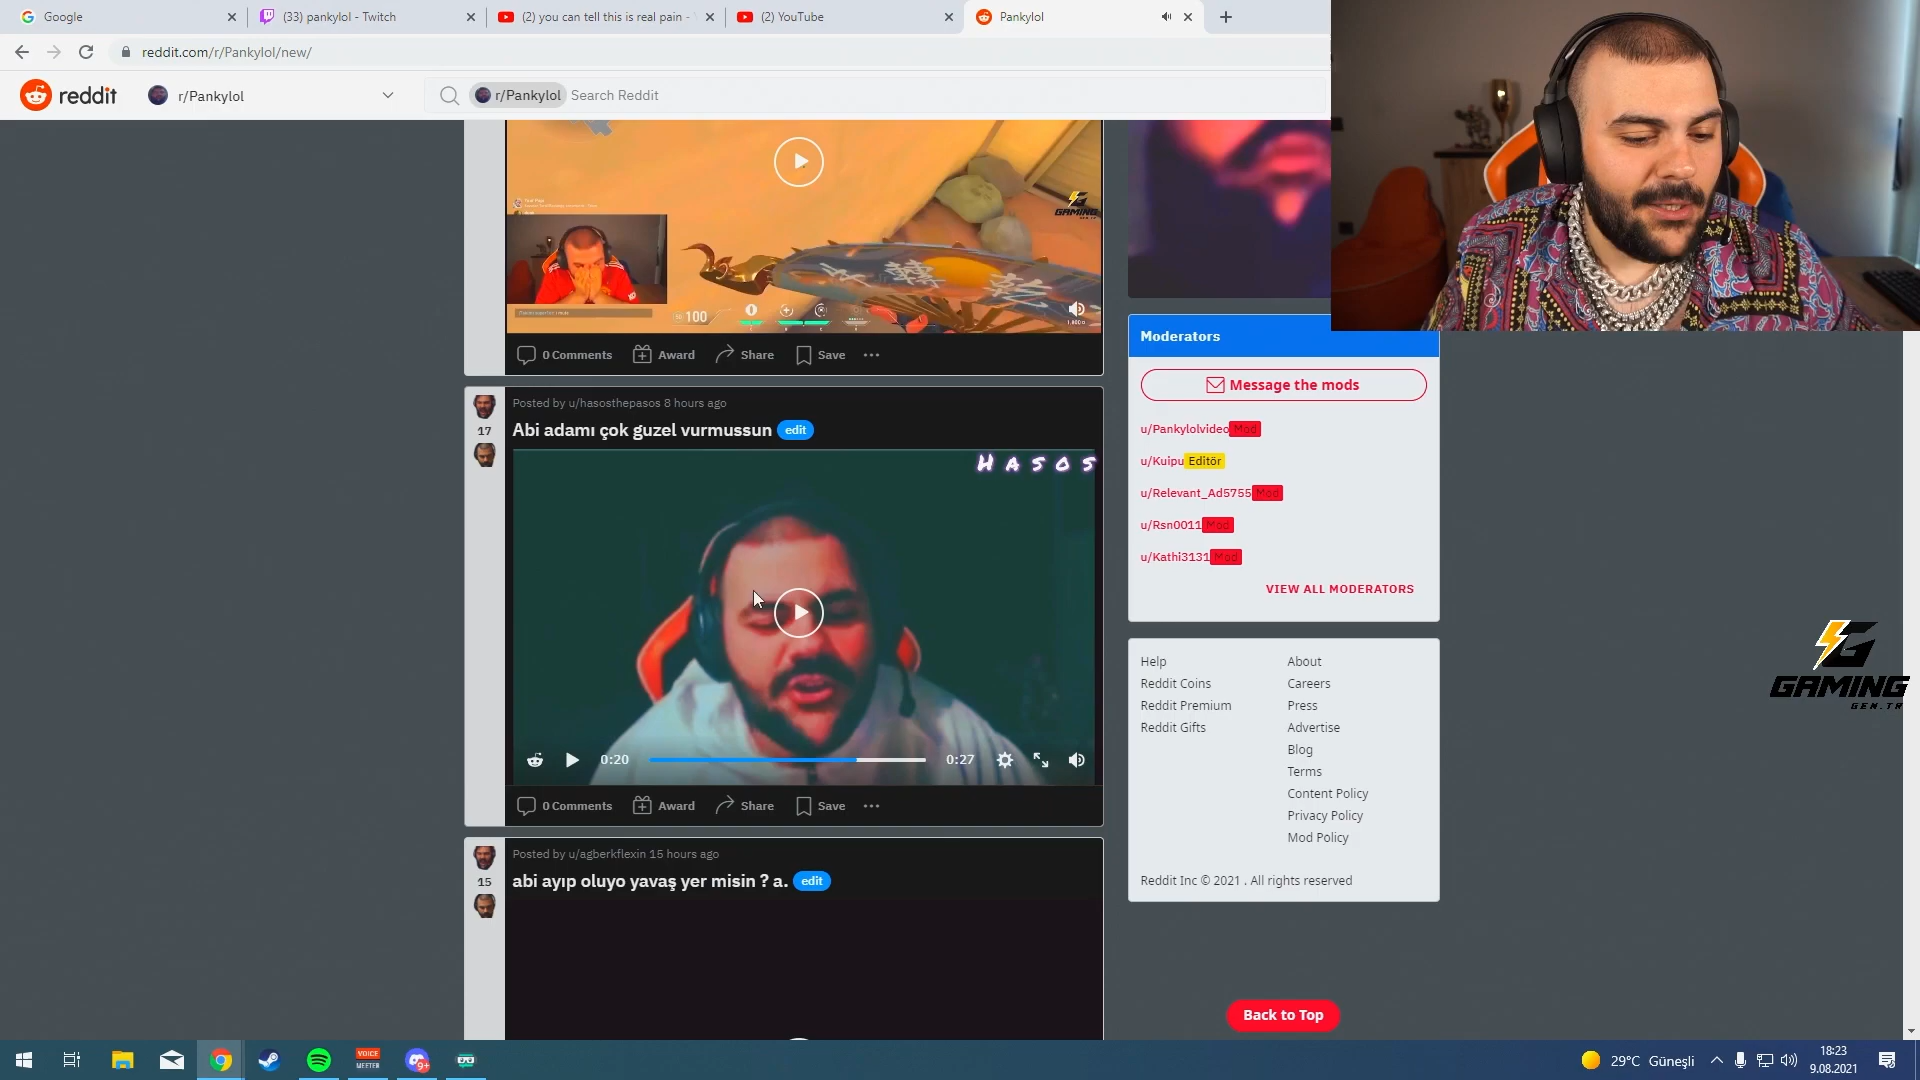 Google
(33) pankylol - Twitch
(2) you can tell this is real pain -
(2) YouTube
Pankylol
reddit.com/r/Pankylol/new/
reddit
r/Pankylol
r/Pankylol
Search Reddit
GAMING
100
0 Comments
Award
Share
Save
Posted by u/hasosthepasos 8 hours ago
17
Abi adamı çok guzel vurmussun
edit
HASOS
0:20
0:27
0 Comments
Award
Share
Save
Posted by u/agberkflexin 15 hours ago
15
abi ayıp oluyo yavaş yer misin ? a.
edit
Moderators
Message the mods
u/Pankylolvideo Mod
u/Kuipu Editör
u/Relevant_Ad5755 Mod
u/Rsn0011 Mod
u/Kathi3131 Mod
VIEW ALL MODERATORS
Help
About
Reddit Coins
Careers
Reddit Premium
Press
Reddit Gifts
Advertise
Blog
Terms
Content Policy
Privacy Policy
Mod Policy
Reddit Inc © 2021 . All rights reserved
Back to Top
G
GAMING
GEN.TR
VOICE
MEETER
9+
29°C Güneşli
18:23
9.08.2021